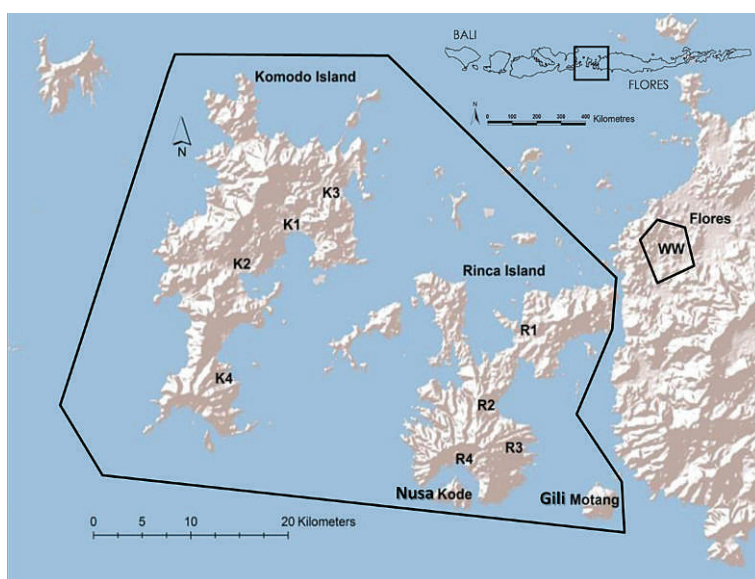 BALI
FLORES
N
0 100 200 300 400 Kilometres
Komodo Island
N
K3
K1
K2
K4
Flores
WW
Rinca Island
R1
R2
R3
R4
Nusa Kode
Gili Motang
0 5 10 20 Kilometers